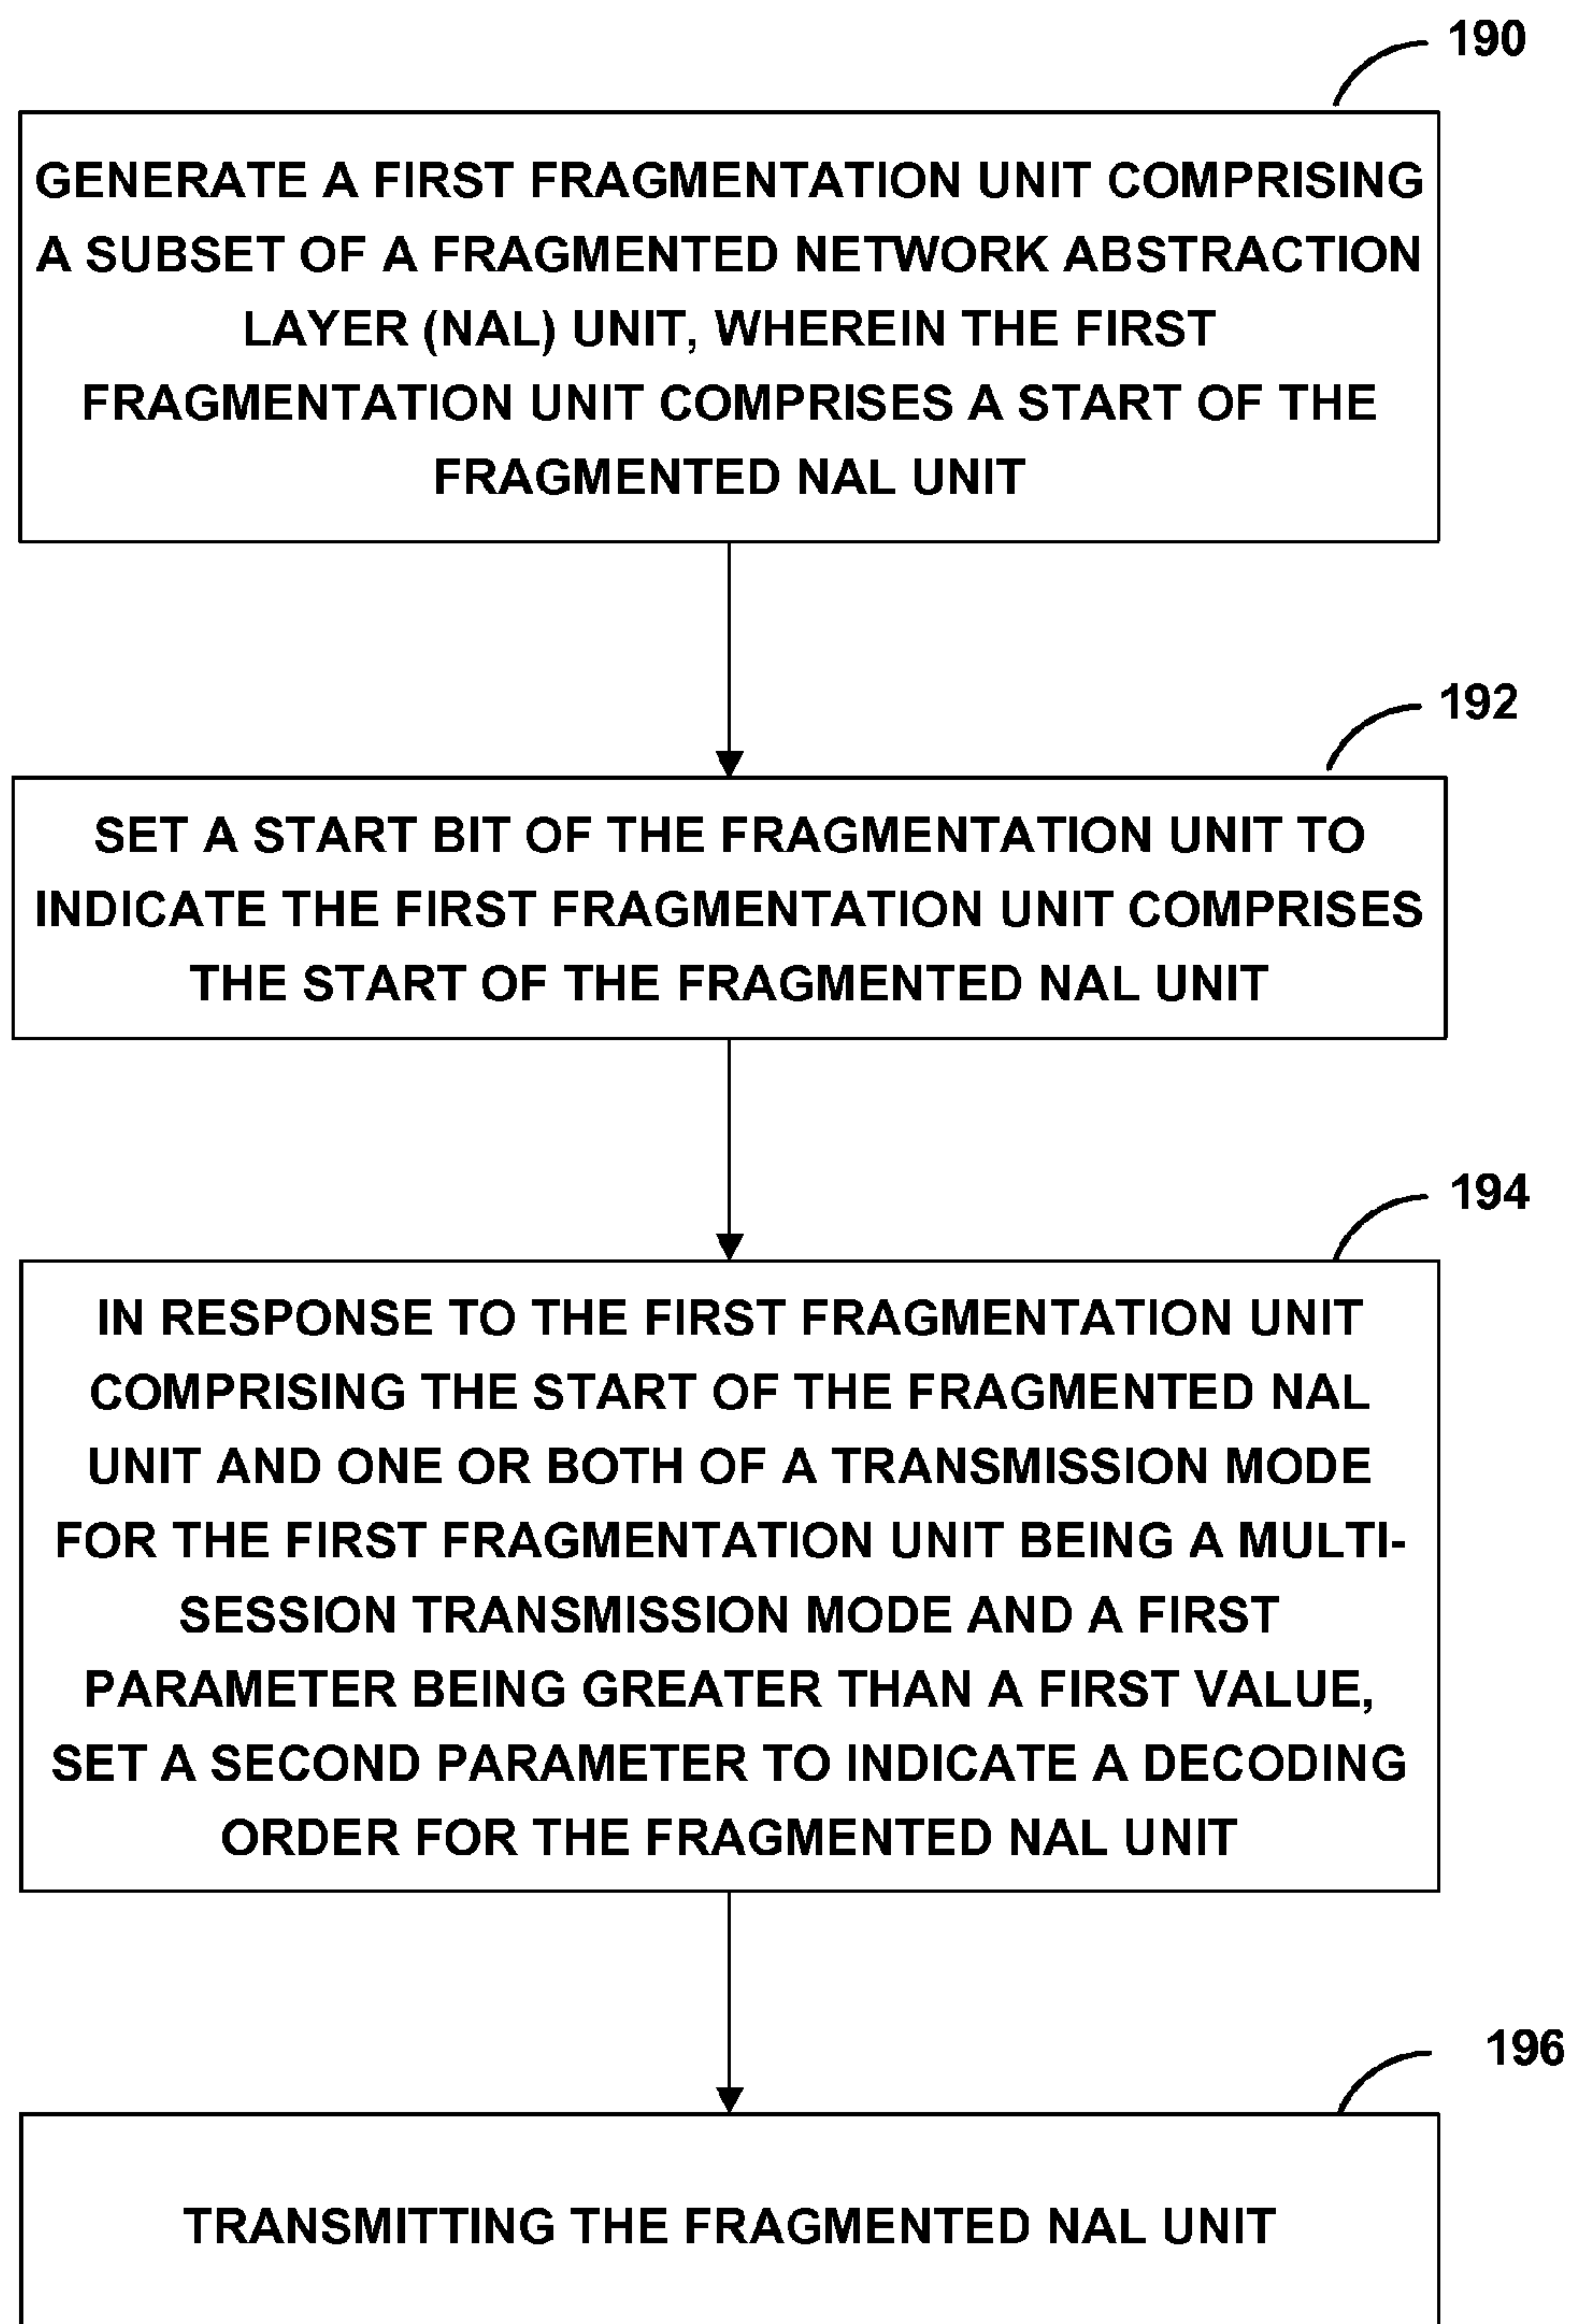 190
GENERATE A FIRST FRAGMENTATION UNIT COMPRISING
A SUBSET OF A FRAGMENTED NETWORK ABSTRACTION
LAYER (NAL) UNIT, WHEREIN THE FIRST
FRAGMENTATION UNIT COMPRISES A START OF THE
FRAGMENTED NAL UNIT
192
SET A START BIT OF THE FRAGMENTATION UNIT TO
INDICATE THE FIRST FRAGMENTATION UNIT COMPRISES
THE START OF THE FRAGMENTED NAL UNIT
194
IN RESPONSE TO THE FIRST FRAGMENTATION UNIT
COMPRISING THE START OF THE FRAGMENTED NAL
UNIT AND ONE OR BOTH OF A TRANSMISSION MODE
FOR THE FIRST FRAGMENTATION UNIT BEING A MULTI-
SESSION TRANSMISSION MODE AND A FIRST
PARAMETER BEING GREATER THAN A FIRST VALUE,
SET A SECOND PARAMETER TO INDICATE A DECODING
ORDER FOR THE FRAGMENTED NAL UNIT
196
TRANSMITTING THE FRAGMENTED NAL UNIT